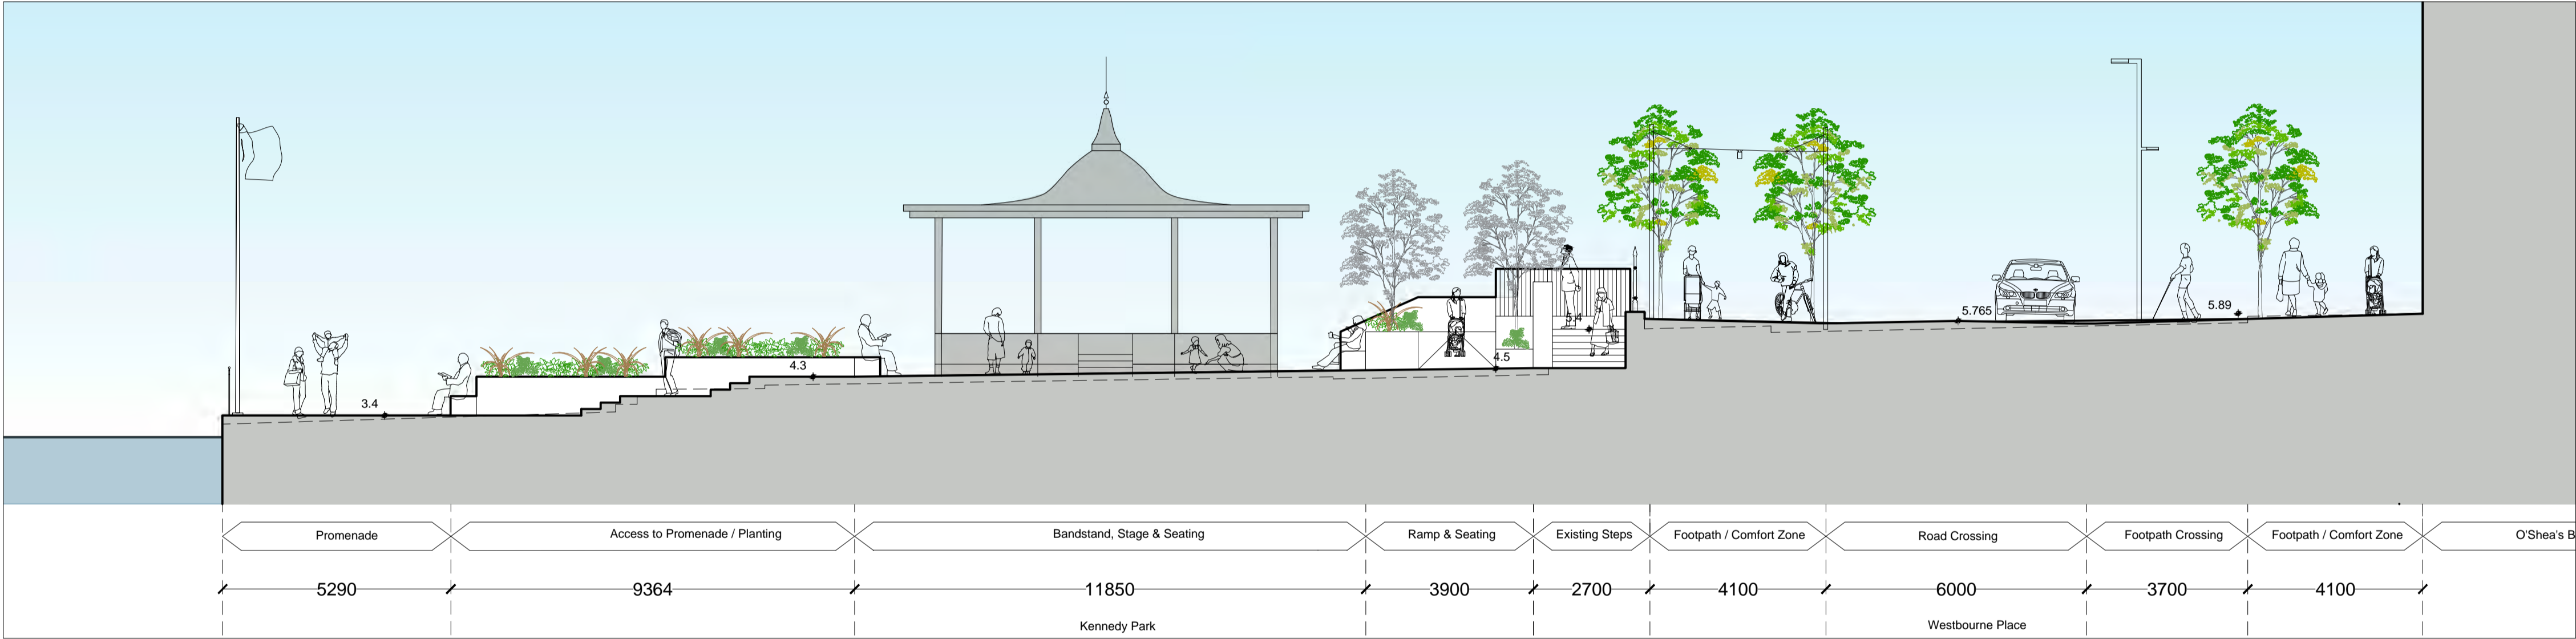 5.765
5.89
5.4
4.5
4.3
3.4
Promenade
Access to Promenade / Planting
Bandstand, Stage & Seating
Ramp & Seating
Existing Steps
Footpath / Comfort Zone
Road Crossing
Footpath Crossing
Footpath / Comfort Zone
O'Shea's B
5290
9364
11850
3900
2700
4100
6000
3700
4100
Kennedy Park
Westbourne Place